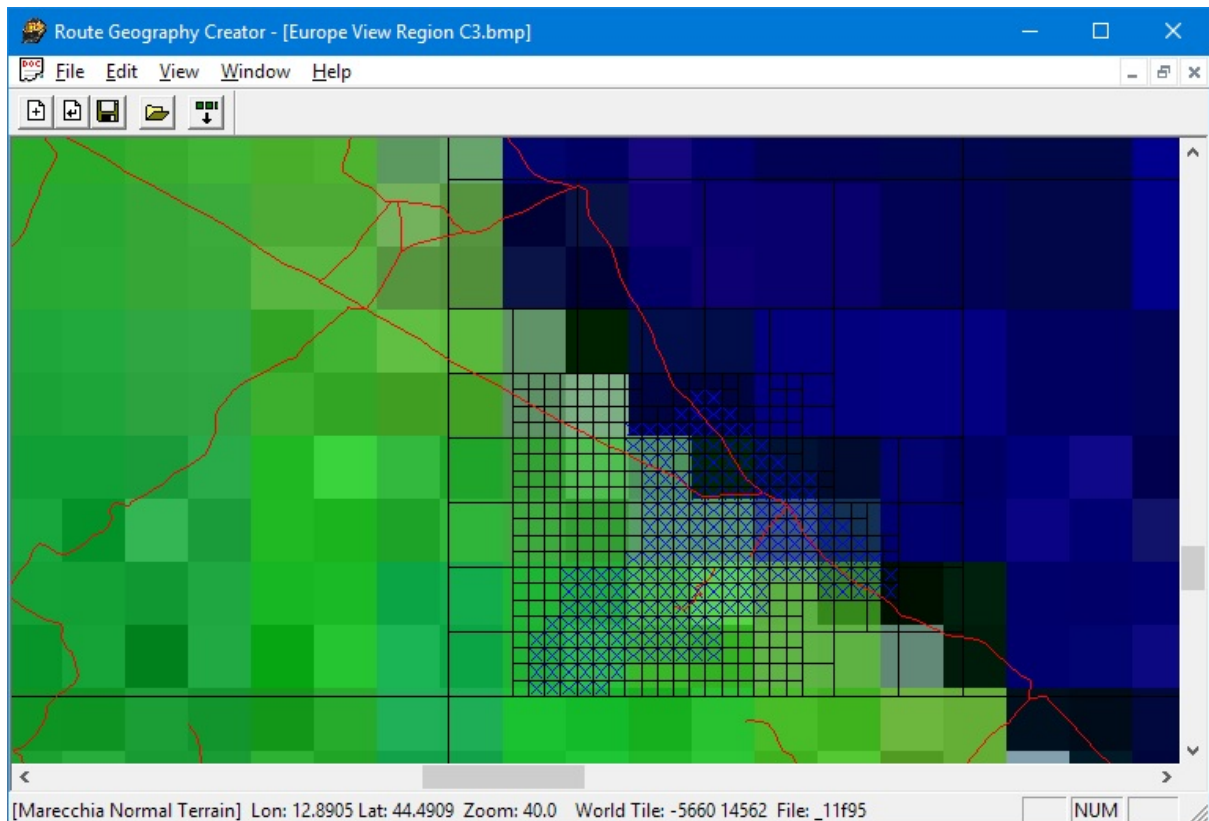 Route Geography Creator - [Europe View Region C3.bmp]
DOC File Edit View Window Help
[Marecchia Normal Terrain] Lon: 12.8905 Lat: 44.4909 Zoom: 40.0 World Tile: -5660 14562 File: _11f95 NUM